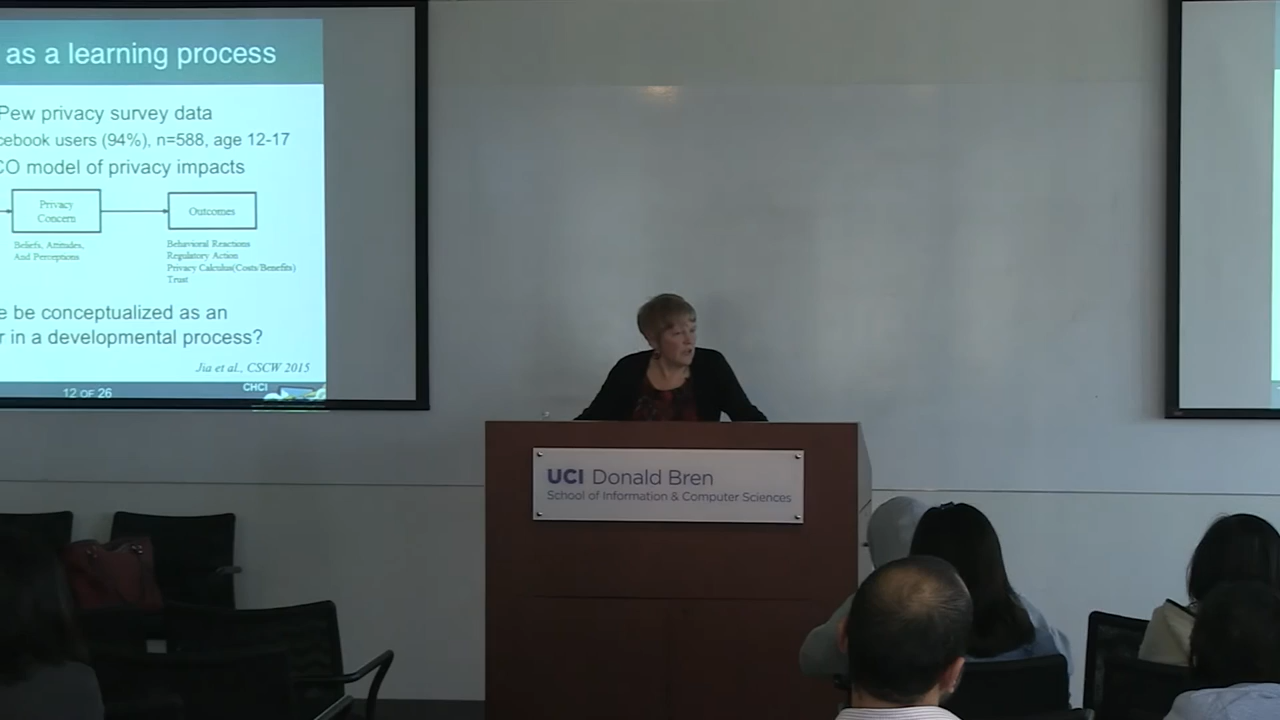 as a learning process
Pew privacy survey data
cebook users (94%), n=588, age 12-17
CO model of privacy impacts
Privacy
Concern
Outcomes
Beliefs, Attitudes,
And Perceptions
Behavioral Reactions
Regulatory Action
Privacy Calculus(Costs/Benefits)
Trust
e be conceptualized as an
r in a developmental process?
Jia et al., CSCW 2015
12 OF 26
CHCI
UCI Donald Bren
School of Information & Computer Sciences